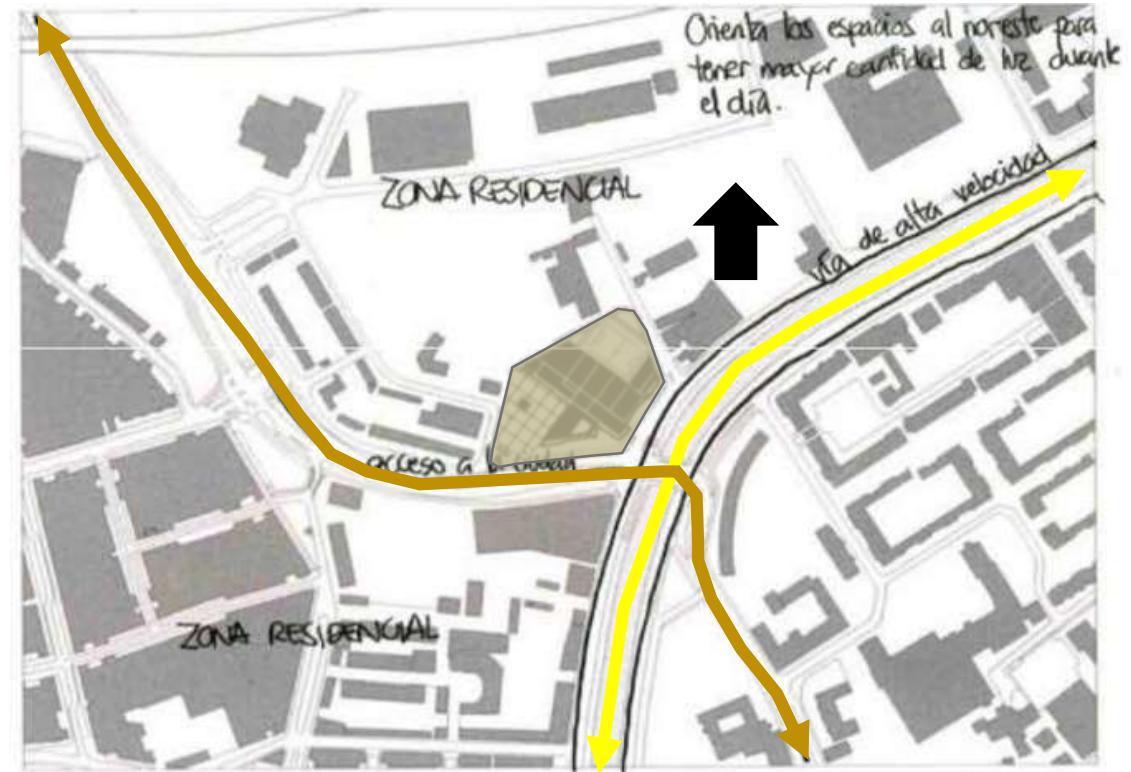 Orienta los espacios al noreste para
tener mayor cantidad de luz durante
el día.
ZONA RESIDENCIAL
vía de alta velocidad
acceso a
ZONA RESIDENCIAL